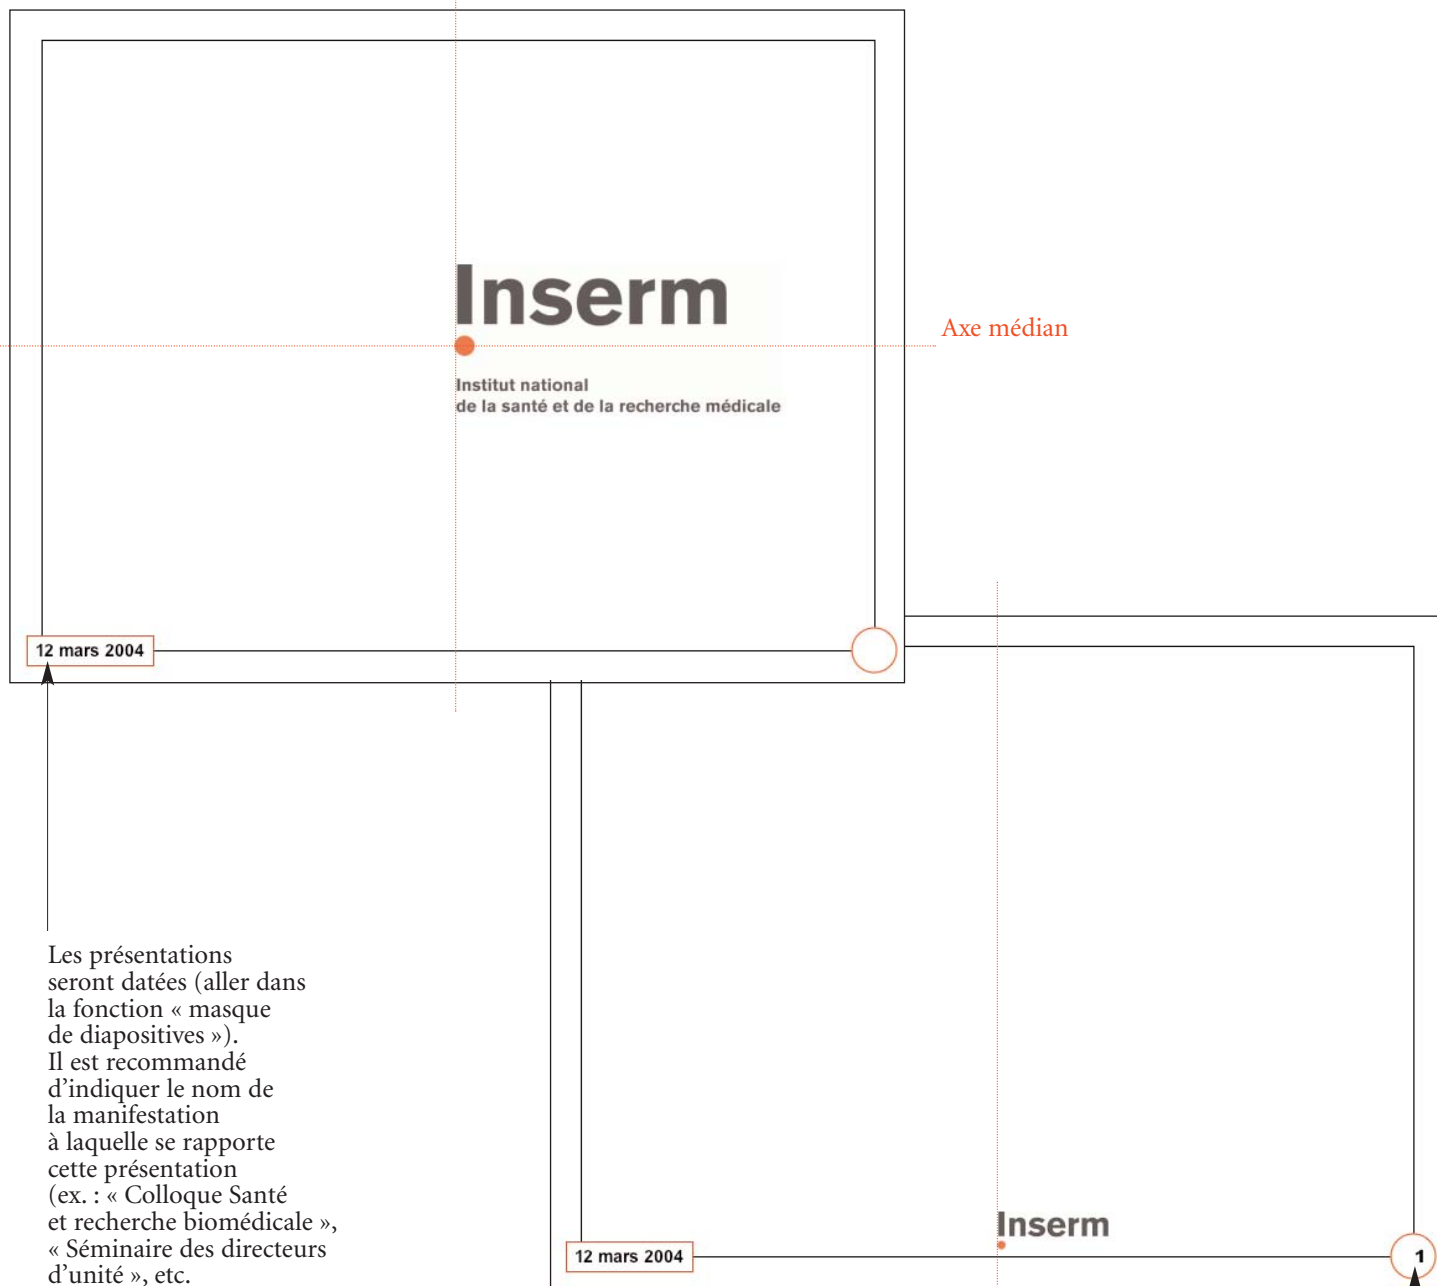 Inserm
Institut national
de la santé et de la recherche médicale
Axe médian
12 mars 2004
Les présentations
seront datées (aller dans
la fonction « masque
de diapositives »).
Il est recommandé
d’indiquer le nom de
la manifestation
à laquelle se rapporte
cette présentation
(ex. : « Colloque Santé
et recherche biomédicale »,
« Séminaire des directeurs
d’unité », etc.
Inserm
12 mars 2004
1